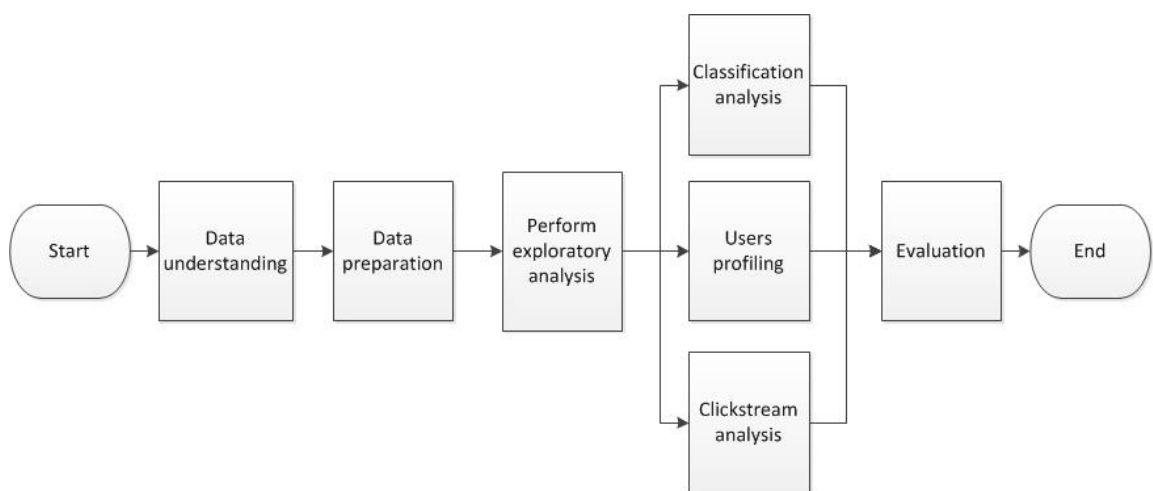 Start
Data
understanding
Data
preparation
Perform
exploratory
analysis
Classification
analysis
Users
profiling
Clickstream
analysis
Evaluation
End